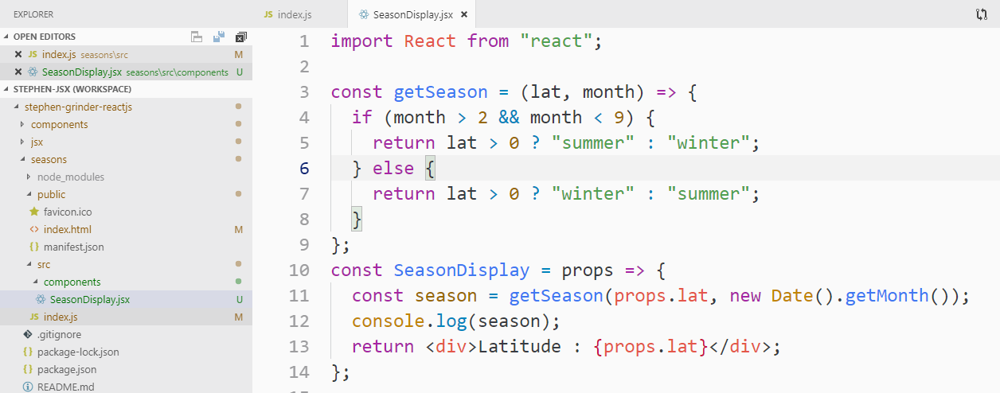 EXPLORER
OPEN EDITORS
JS index.js seasons\src M
SeasonDisplay.jsx seasons\src\components U
STEPHEN-JSX (WORKSPACE)
stephen-grinder-reactjs
components
jsx
seasons
node_modules
public
favicon.ico
<> index.html M
{} manifest.json
src
components
SeasonDisplay.jsx U
JS index.js M
.gitignore
{} package-lock.json
{} package.json
README.md
JS index.js
SeasonDisplay.jsx
1 import React from "react";
2
3 const getSeason = (lat, month) => {
4 if (month > 2 && month < 9) {
5 return lat > 0 ? "summer" : "winter";
6 } else {
7 return lat > 0 ? "winter" : "summer";
8 }
9 };
10 const SeasonDisplay = props => {
11 const season = getSeason(props.lat, new Date().getMonth());
12 console.log(season);
13 return <div>Latitude : {props.lat}</div>;
14 };